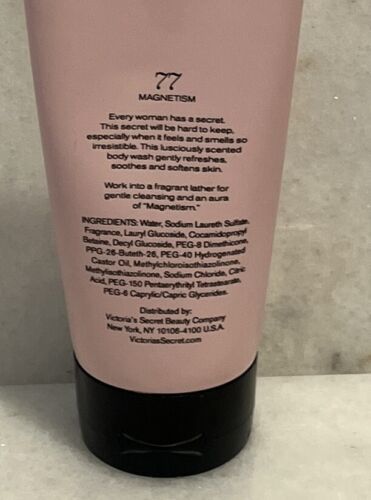 77
MAGNETISM
Every woman has a secret.
This secret will be hard to keep,
especially when it feels and smells so
irresistible. This lusciously scented
body wash gently refreshes,
soothes and softens skin.
Work into a fragrant lather for
gentle cleansing and an aura
of "Magnetism."
INGREDIENTS: Water, Sodium Laureth Sulfate,
Fragrance, Lauryl Glucoside, Cocamidopropyl
Betaine, Decyl Glucoside, PEG-8 Dimethicone,
PPG-26-Buteth-26, PEG-40 Hydrogenated
Castor Oil, Methylchloroisothiazolinone,
Methylisothiazolinone, Sodium Chloride, Citric
Acid, PEG-150 Pentaerythrityl Tetrastearate,
PEG-6 Caprylic/Capric Glycerides.
Distributed by:
Victoria's Secret Beauty Company
New York, NY 10106-4100 U.S.A.
VictoriasSecret.com